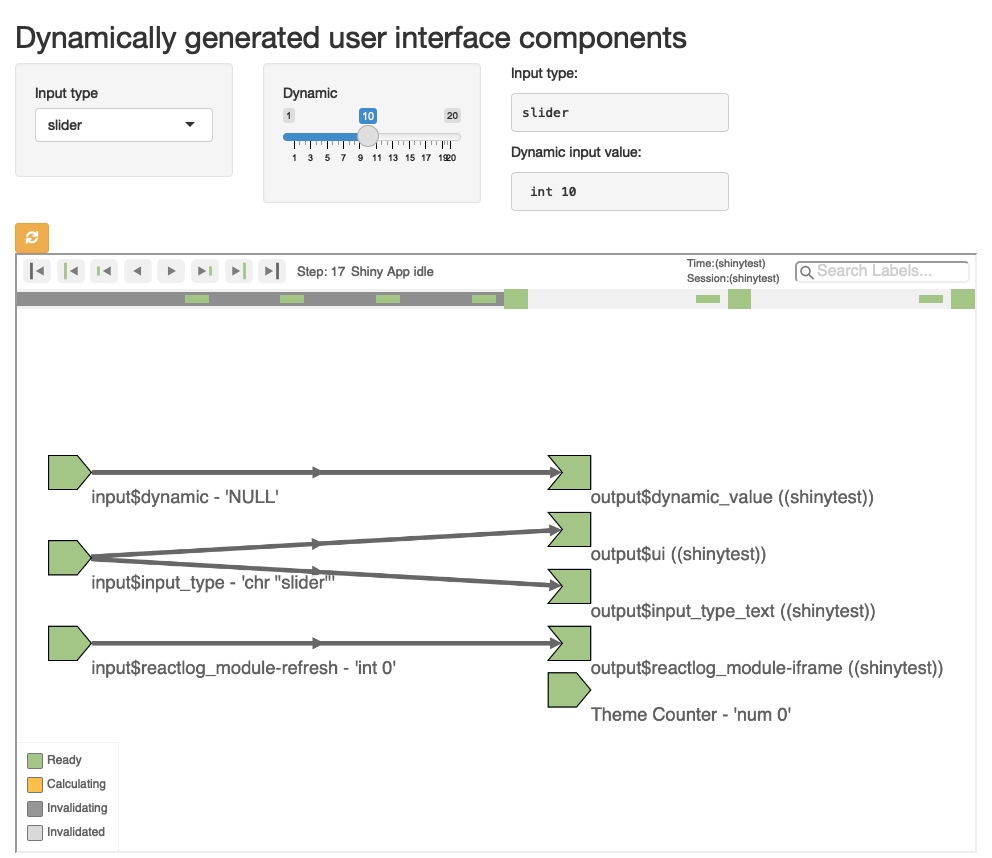 Dynamically generated user interface components
Input type
slider
Dynamic
1 10 20
1 3 5 7 9 11 13 15 17 19 20
Input type:
slider
Dynamic input value:
int 10
Step: 17 Shiny App idle
Time:(shinytest)
Session:(shinytest)
Search Labels...
input$dynamic - 'NULL'
output$dynamic_value ((shinytest))
output$ui ((shinytest))
input$input_type - 'chr "slider"'
output$input_type_text ((shinytest))
input$reactlog_module-refresh - 'int 0'
output$reactlog_module-iframe ((shinytest))
Theme Counter - 'num 0'
Ready
Calculating
Invalidating
Invalidated